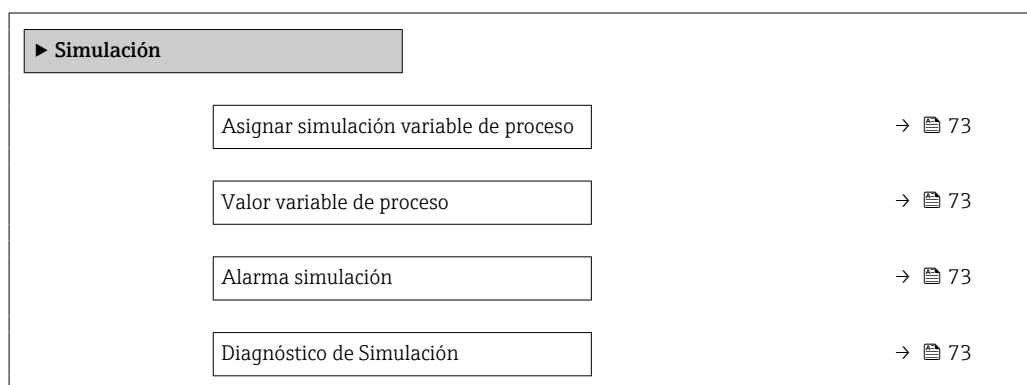 ▶ Simulación
Asignar simulación variable de proceso → 73
Valor variable de proceso → 73
Alarma simulación → 73
Diagnóstico de Simulación → 73